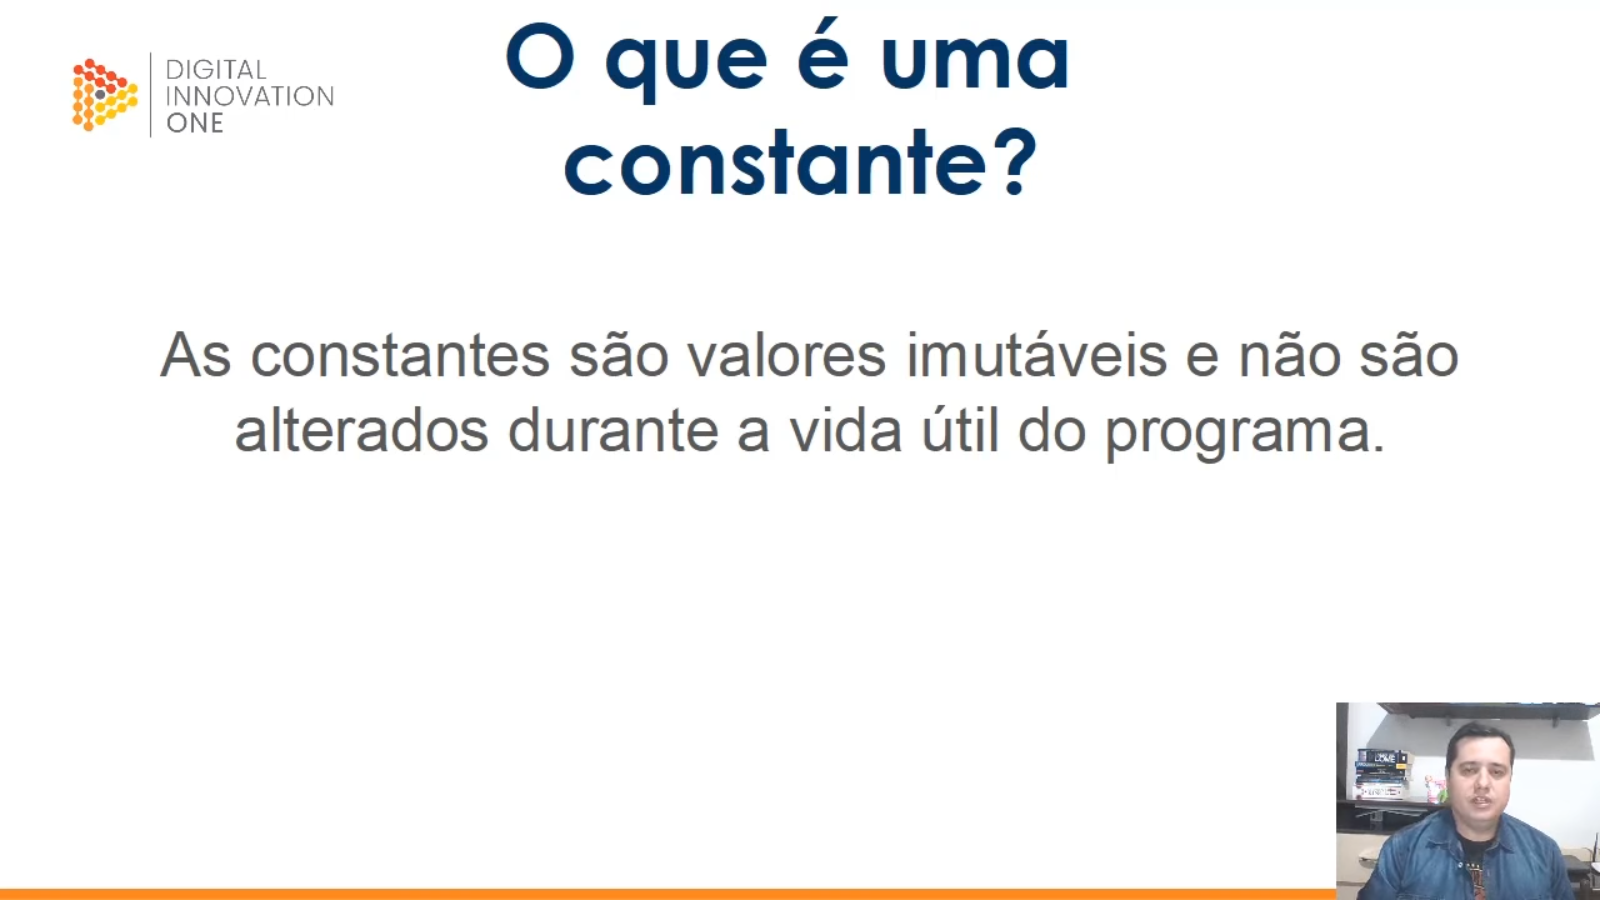 O que é uma
constante?
DIGITAL
INNOVATION
ONE
As constantes são valores imutáveis e não são
alterados durante a vida útil do programa.